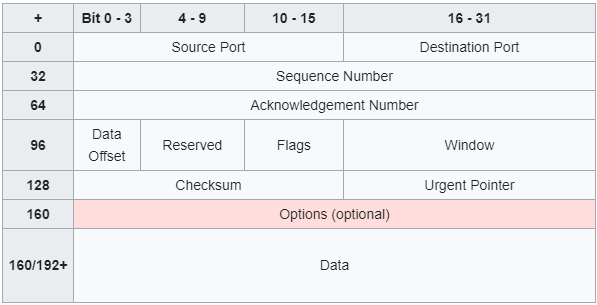 + Bít 0 - 3 4 - 9 10 - 15 16 - 31
0 Source Port Destination Port
32 Sequence Number
64 Acknowledgement Number
96 Data Offset Reserved Flags Window
128 Checksum Urgent Pointer
160 Options (optional)
160/192+ Data